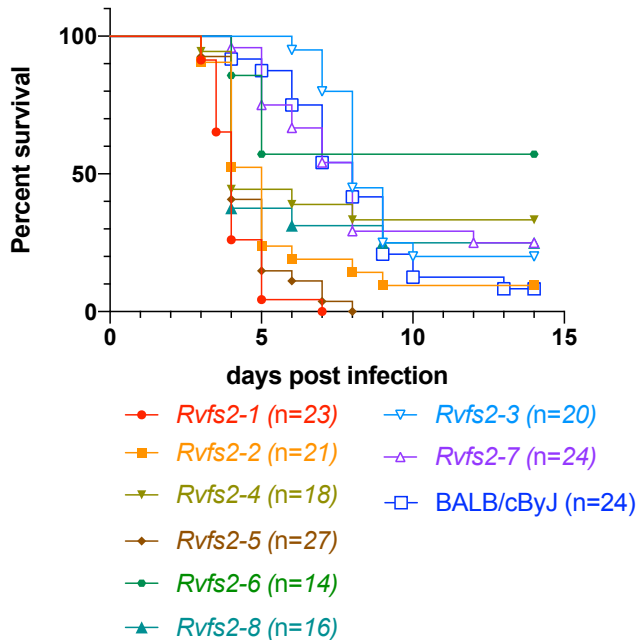 100
50
0
Percent survival
0 5 10 15
days post infection
Rvfs2-1 (n=23)
Rvfs2-2 (n=21)
Rvfs2-4 (n=18)
Rvfs2-5 (n=27)
Rvfs2-6 (n=14)
Rvfs2-8 (n=16)
Rvfs2-3 (n=20)
Rvfs2-7 (n=24)
BALB/cByJ (n=24)